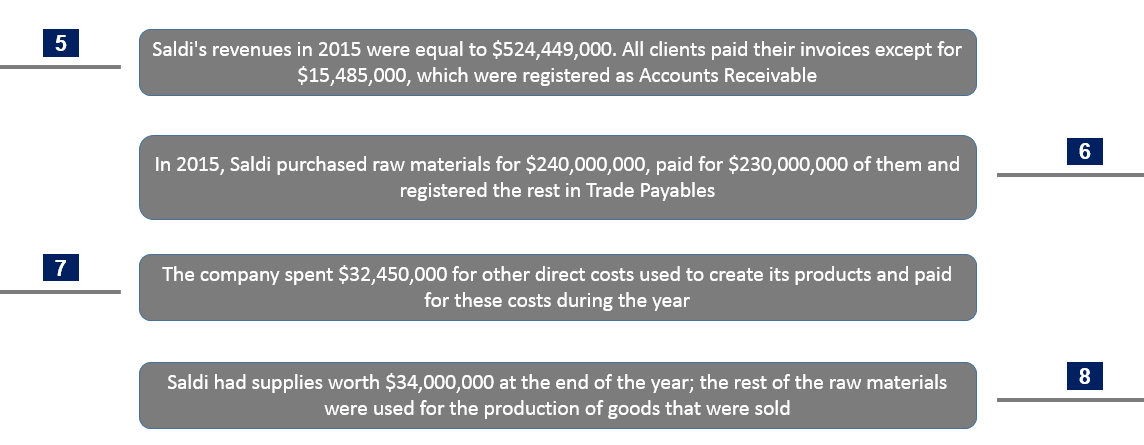 5
Saldi's revenues in 2015 were equal to $524,449,000. All clients paid their invoices except for
$15,485,000, which were registered as Accounts Receivable
6
In 2015, Saldi purchased raw materials for $240,000,000, paid for $230,000,000 of them and
registered the rest in Trade Payables
7
The company spent $32,450,000 for other direct costs used to create its products and paid
for these costs during the year
8
Saldi had supplies worth $34,000,000 at the end of the year; the rest of the raw materials
were used for the production of goods that were sold